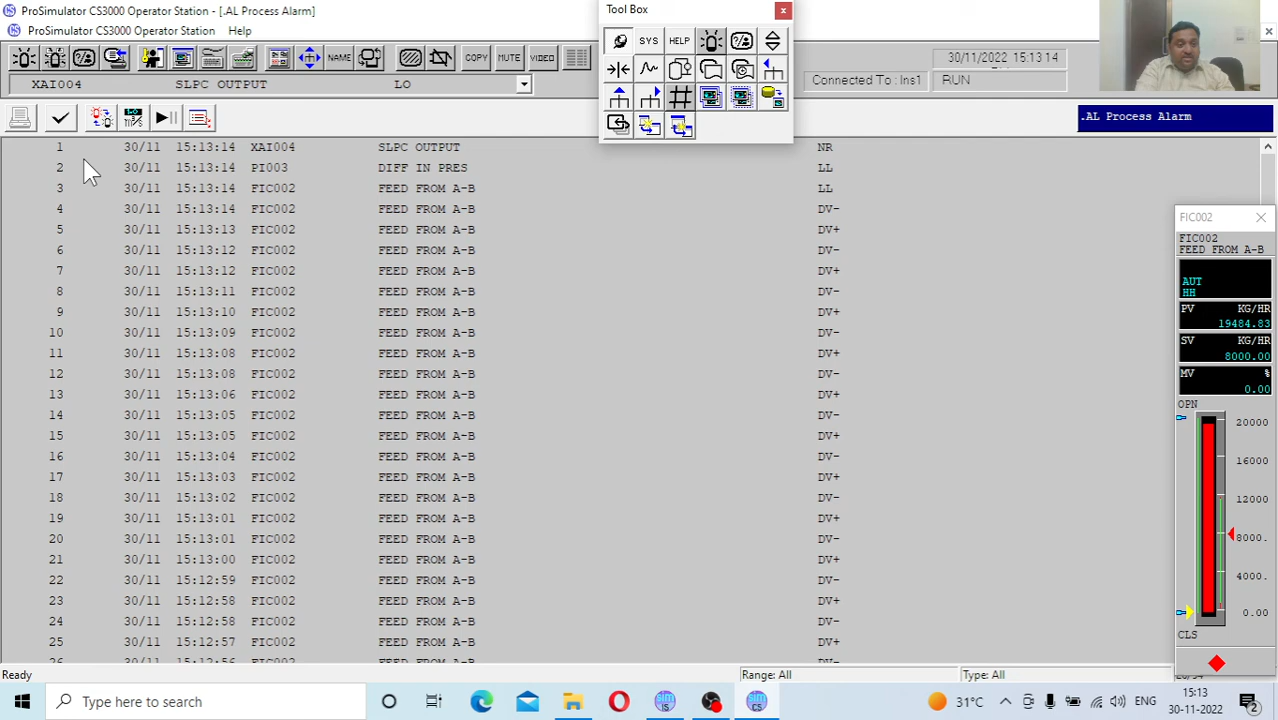 ProSimulator CS3000 Operator Station - [.AL Process Alarm]
ProSimulator CS3000 Operator Station Help
Tool Box
SYS HELP
NAME COPY MUTE VIDEO
30/11/2022 15:13:14
Connected To : Ins1 RUN
XAI004 SLPC OUTPUT LO
.AL Process Alarm
1 30/11 15:13:14 XAI004 SLPC OUTPUT NR
2 30/11 15:13:14 PI003 DIFF IN PRES LL
3 30/11 15:13:14 FIC002 FEED FROM A-B LL
4 30/11 15:13:14 FIC002 FEED FROM A-B DV-
5 30/11 15:13:13 FIC002 FEED FROM A-B DV+
6 30/11 15:13:12 FIC002 FEED FROM A-B DV-
7 30/11 15:13:12 FIC002 FEED FROM A-B DV+
8 30/11 15:13:11 FIC002 FEED FROM A-B DV-
9 30/11 15:13:10 FIC002 FEED FROM A-B DV+
10 30/11 15:13:09 FIC002 FEED FROM A-B DV-
11 30/11 15:13:08 FIC002 FEED FROM A-B DV+
12 30/11 15:13:08 FIC002 FEED FROM A-B DV-
13 30/11 15:13:06 FIC002 FEED FROM A-B DV+
14 30/11 15:13:05 FIC002 FEED FROM A-B DV-
15 30/11 15:13:05 FIC002 FEED FROM A-B DV+
16 30/11 15:13:04 FIC002 FEED FROM A-B DV-
17 30/11 15:13:03 FIC002 FEED FROM A-B DV+
18 30/11 15:13:02 FIC002 FEED FROM A-B DV-
19 30/11 15:13:01 FIC002 FEED FROM A-B DV+
20 30/11 15:13:01 FIC002 FEED FROM A-B DV-
21 30/11 15:13:00 FIC002 FEED FROM A-B DV+
22 30/11 15:12:59 FIC002 FEED FROM A-B DV-
23 30/11 15:12:58 FIC002 FEED FROM A-B DV+
24 30/11 15:12:58 FIC002 FEED FROM A-B DV-
25 30/11 15:12:57 FIC002 FEED FROM A-B DV+
FIC002
FIC002
FEED FROM A-B
AUT
HH
PV KG/HR
19484.83
SV KG/HR
8000.00
MV %
0.00
OPN
20000
16000
12000
8000.
4000.
0.00
CLS
Ready Range: All Type: All
Type here to search
31°C ENG 15:13
30-11-2022
2